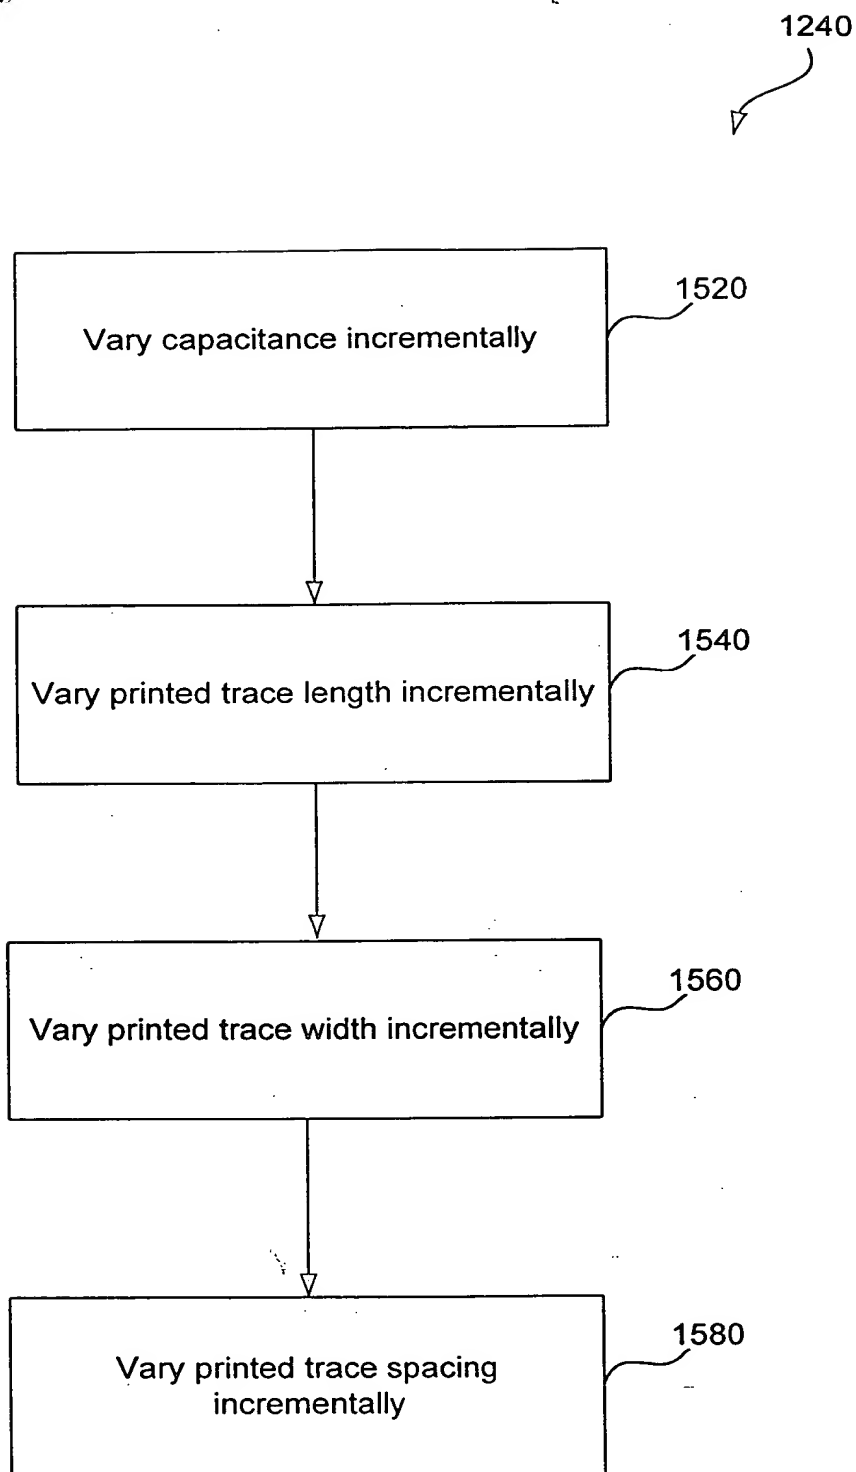 1240
1520
Vary capacitance incrementally
1540
Vary printed trace length incrementally
1560
Vary printed trace width incrementally
1580
Vary printed trace spacing
incrementally